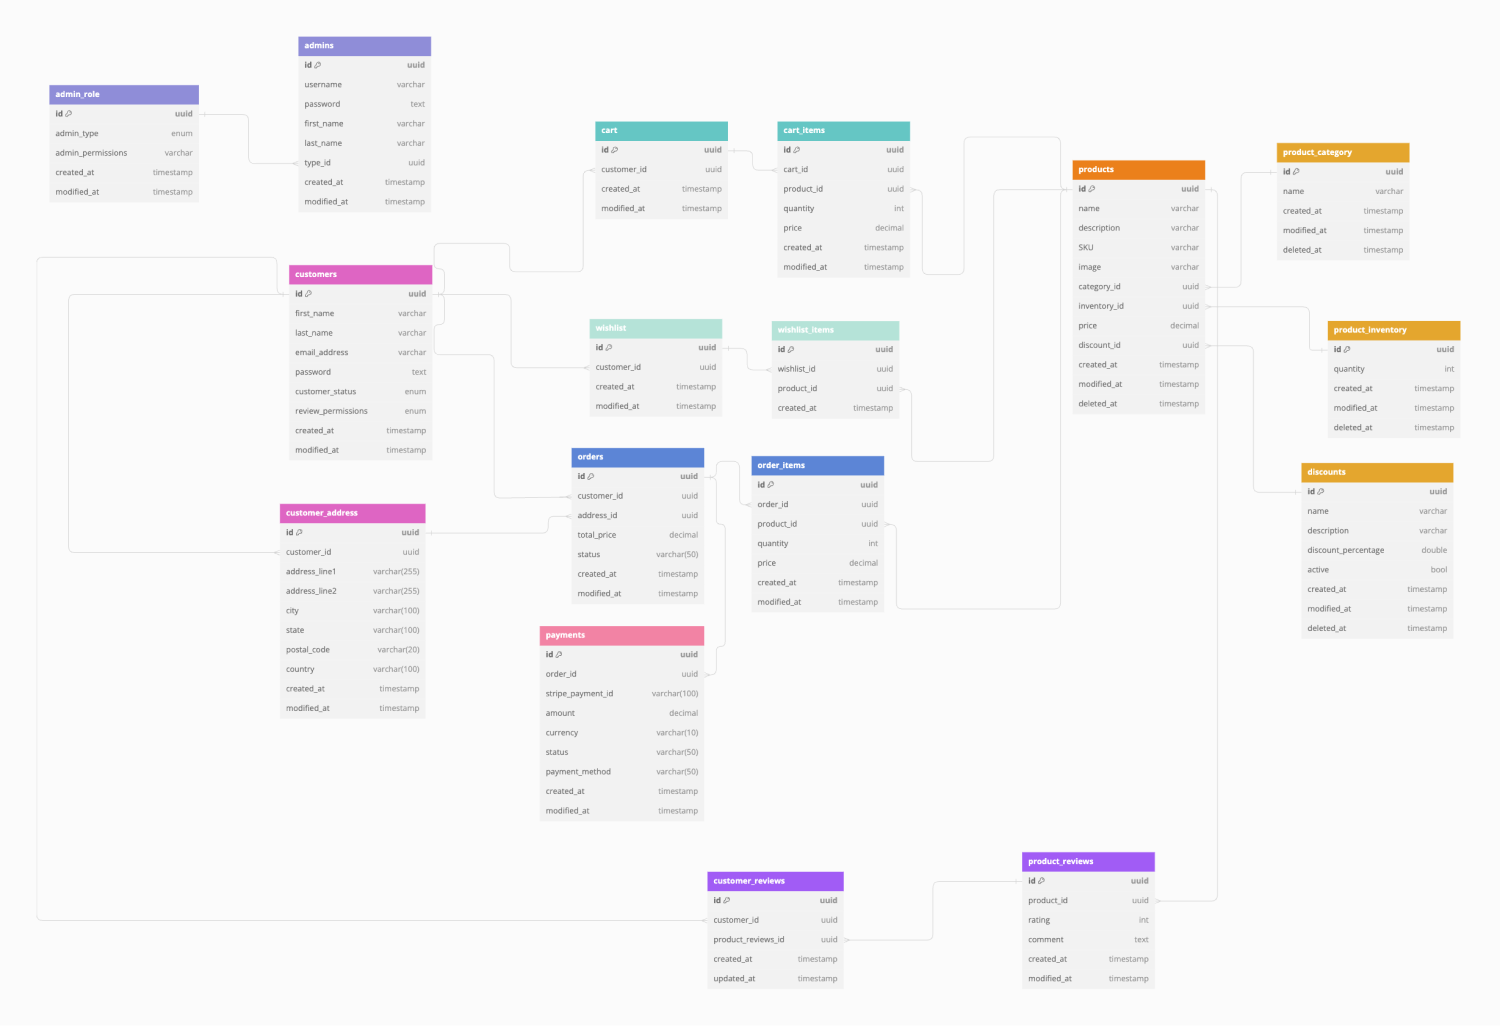 admins
id uuid
username varchar
password text
first_name varchar
last_name varchar
type_id uuid
created_at timestamp
modified_at timestamp
admin_role
id uuid
admin_type enum
admin_permissions varchar
created_at timestamp
modified_at timestamp
cart
id uuid
customer_id uuid
created_at timestamp
modified_at timestamp
cart_items
id uuid
cart_id uuid
product_id uuid
quantity int
price decimal
created_at timestamp
modified_at timestamp
products
id uuid
name varchar
description varchar
SKU varchar
image varchar
category_id uuid
inventory_id uuid
price decimal
discount_id uuid
created_at timestamp
modified_at timestamp
deleted_at timestamp
product_category
id uuid
name varchar
created_at timestamp
modified_at timestamp
deleted_at timestamp
customers
id uuid
first_name varchar
last_name varchar
email_address varchar
password text
customer_status enum
review_permissions enum
created_at timestamp
modified_at timestamp
wishlist
id uuid
customer_id uuid
created_at timestamp
modified_at timestamp
wishlist_items
id uuid
wishlist_id uuid
product_id uuid
created_at timestamp
product_inventory
id uuid
quantity int
created_at timestamp
modified_at timestamp
deleted_at timestamp
orders
id uuid
customer_id uuid
address_id uuid
total_price decimal
status varchar(50)
created_at timestamp
modified_at timestamp
order_items
id uuid
order_id uuid
product_id uuid
quantity int
price decimal
created_at timestamp
modified_at timestamp
discounts
id uuid
name varchar
description varchar
discount_percentage double
active bool
created_at timestamp
modified_at timestamp
deleted_at timestamp
customer_address
id uuid
customer_id uuid
address_line1 varchar(255)
address_line2 varchar(255)
city varchar(100)
state varchar(100)
postal_code varchar(20)
country varchar(100)
created_at timestamp
modified_at timestamp
payments
id uuid
order_id uuid
stripe_payment_id varchar(100)
amount decimal
currency varchar(10)
status varchar(50)
payment_method varchar(50)
created_at timestamp
modified_at timestamp
customer_reviews
id uuid
customer_id uuid
product_reviews_id uuid
created_at timestamp
updated_at timestamp
product_reviews
id uuid
product_id uuid
rating int
comment text
created_at timestamp
modified_at timestamp